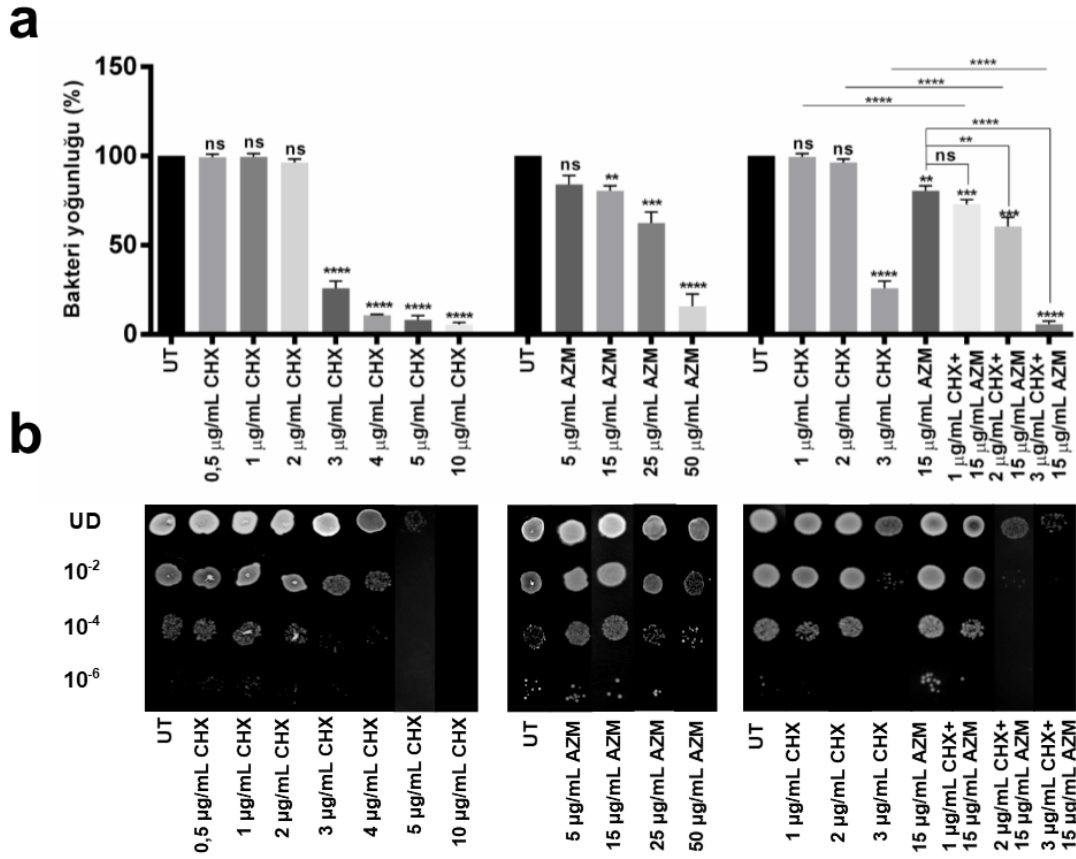 a
Bakteri yoğunluğu (%)
150
100
50
0
ns
ns
ns
****
****
****
****
ns
**
***
****
ns
ns
****
**
***
***
****
****
****
****
****
**
ns
UT
0,5 µg/mL CHX
1 µg/mL CHX
2 µg/mL CHX
3 µg/mL CHX
4 µg/mL CHX
5 µg/mL CHX
10 µg/mL CHX
UT
5 µg/mL AZM
15 µg/mL AZM
25 µg/mL AZM
50 µg/mL AZM
UT
1 µg/mL CHX
2 µg/mL CHX
3 µg/mL CHX
15 µg/mL AZM
1 µg/mL CHX+
15 µg/mL AZM
2 µg/mL CHX+
15 µg/mL AZM
3 µg/mL CHX+
15 µg/mL AZM
b
UD
10⁻²
10⁻⁴
10⁻⁶
UT
0,5 µg/mL CHX
1 µg/mL CHX
2 µg/mL CHX
3 µg/mL CHX
4 µg/mL CHX
5 µg/mL CHX
10 µg/mL CHX
UT
5 µg/mL AZM
15 µg/mL AZM
25 µg/mL AZM
50 µg/mL AZM
UT
1 µg/mL CHX
2 µg/mL CHX
3 µg/mL CHX
15 µg/mL AZM
1 µg/mL CHX+
15 µg/mL AZM
2 µg/mL CHX+
15 µg/mL AZM
3 µg/mL CHX+
15 µg/mL AZM